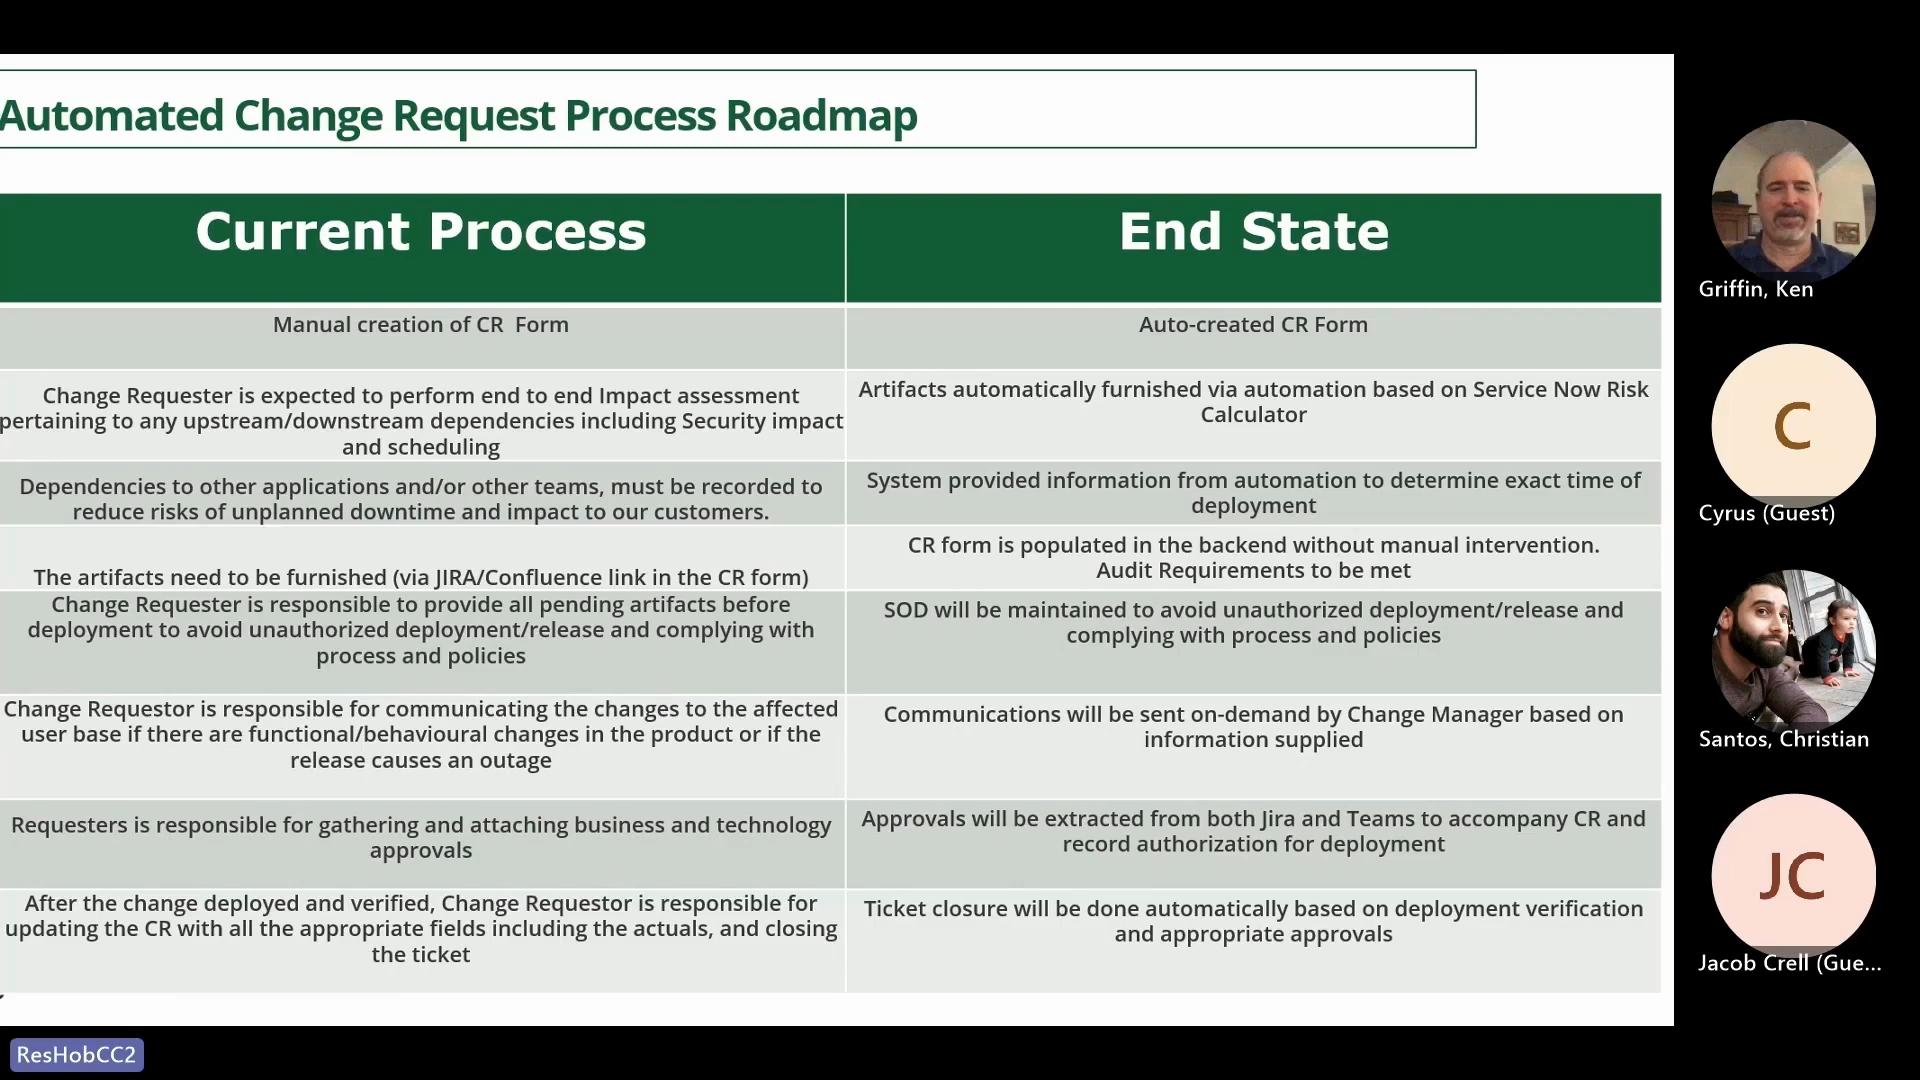 Automated Change Request Process Roadmap
Current Process
End State
Manual creation of CR  Form
Auto-created CR Form
Change Requester is expected to perform end to end Impact assessment
pertaining to any upstream/downstream dependencies including Security impact
and scheduling
Artifacts automatically furnished via automation based on Service Now Risk
Calculator
Dependencies to other applications and/or other teams, must be recorded to
reduce risks of unplanned downtime and impact to our customers.
System provided information from automation to determine exact time of
deployment
The artifacts need to be furnished (via JIRA/Confluence link in the CR form)
CR form is populated in the backend without manual intervention.
Audit Requirements to be met
Change Requester is responsible to provide all pending artifacts before
deployment to avoid unauthorized deployment/release and complying with
process and policies
SOD will be maintained to avoid unauthorized deployment/release and
complying with process and policies
Change Requestor is responsible for communicating the changes to the affected
user base if there are functional/behavioural changes in the product or if the
release causes an outage
Communications will be sent on-demand by Change Manager based on
information supplied
Requesters is responsible for gathering and attaching business and technology
approvals
Approvals will be extracted from both Jira and Teams to accompany CR and
record authorization for deployment
After the change deployed and verified, Change Requestor is responsible for
updating the CR with all the appropriate fields including the actuals, and closing
the ticket
Ticket closure will be done automatically based on deployment verification
and appropriate approvals
Griffin, Ken
C
Cyrus (Guest)
Santos, Christian
JC
Jacob Crell (Gue...
ResHobCC2